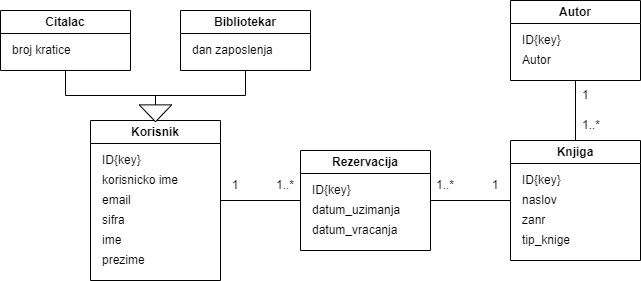 Citalac
broj kratice
Bibliotekar
dan zaposlenja
Autor
ID{key}
Autor
1
1..*
Korisnik
ID{key}
korisnicko ime
email
sifra
ime
prezime
1
1..*
Rezervacija
ID{key}
datum_uzimanja
datum_vracanja
1..*
1
Knjiga
ID{key}
naslov
zanr
tip_knige